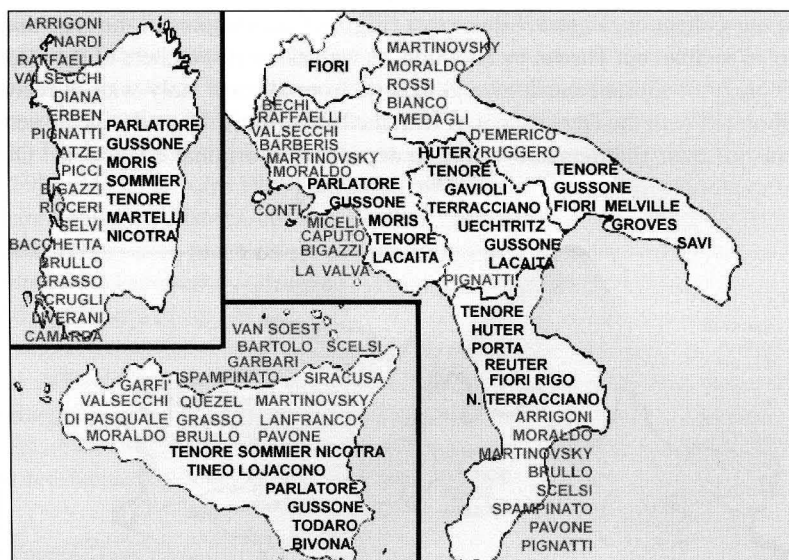 ARRIGONI
NARDI
RAFFAELLI
VALSECCHI
DIANA
ERBEN
PIGNATTI
ATZEI
PICCI
BIGAZZI
RICCERI
SELVI
BACCHETTA
BRULLO
GRASSO
SCRUGLI
DIVERANI
CAMARDA
PARLATORE
GUSSONE
MORIS
SOMMIER
TENORE
MARTELLI
NICOTRA
FIORI
MARTINOVSKY
MORALDO
ROSSI
BIANCO
MEDAGLI
BECHI
RAFFAELLI
VALSECCHI
BARBERIS
MARTINOVSKY
MORALDO
PARLATORE
GUSSONE
MORIS
TENORE
LACAITA
CONTI
MICELI
CAPUTO
BIGAZZI
LA VALVA
D'EMERICO
RUGGERO
HUTER
TENORE
GAVIOLI
TERRACCIANO
UECHTRITZ
GUSSONE
LACAITA
PIGNATTI
TENORE
GUSSONE
FIORI MELVILLE
GROVES
SAVI
TENORE
HUTER
PORTA
REUTER
FIORI RIGO
N. TERRACCIANO
ARRIGONI
MORALDO
MARTINOVSKY
BRULLO
SCELSI
SPAMPINATO
PAVONE
PIGNATTI
VAN SOEST
BARTOLO SCELSI
GARBARI
SPAMPINATO SIRACUSA
GARFI
VALSECCHI QUEZEL MARTINOVSKY
DI PASQUALE GRASSO LANFRANCO
MORALDO BRULLO PAVONE
TENORE SOMMIER NICOTRA
TINEO LOJACONO
PARLATORE
GUSSONE
TODARO
BIVONA